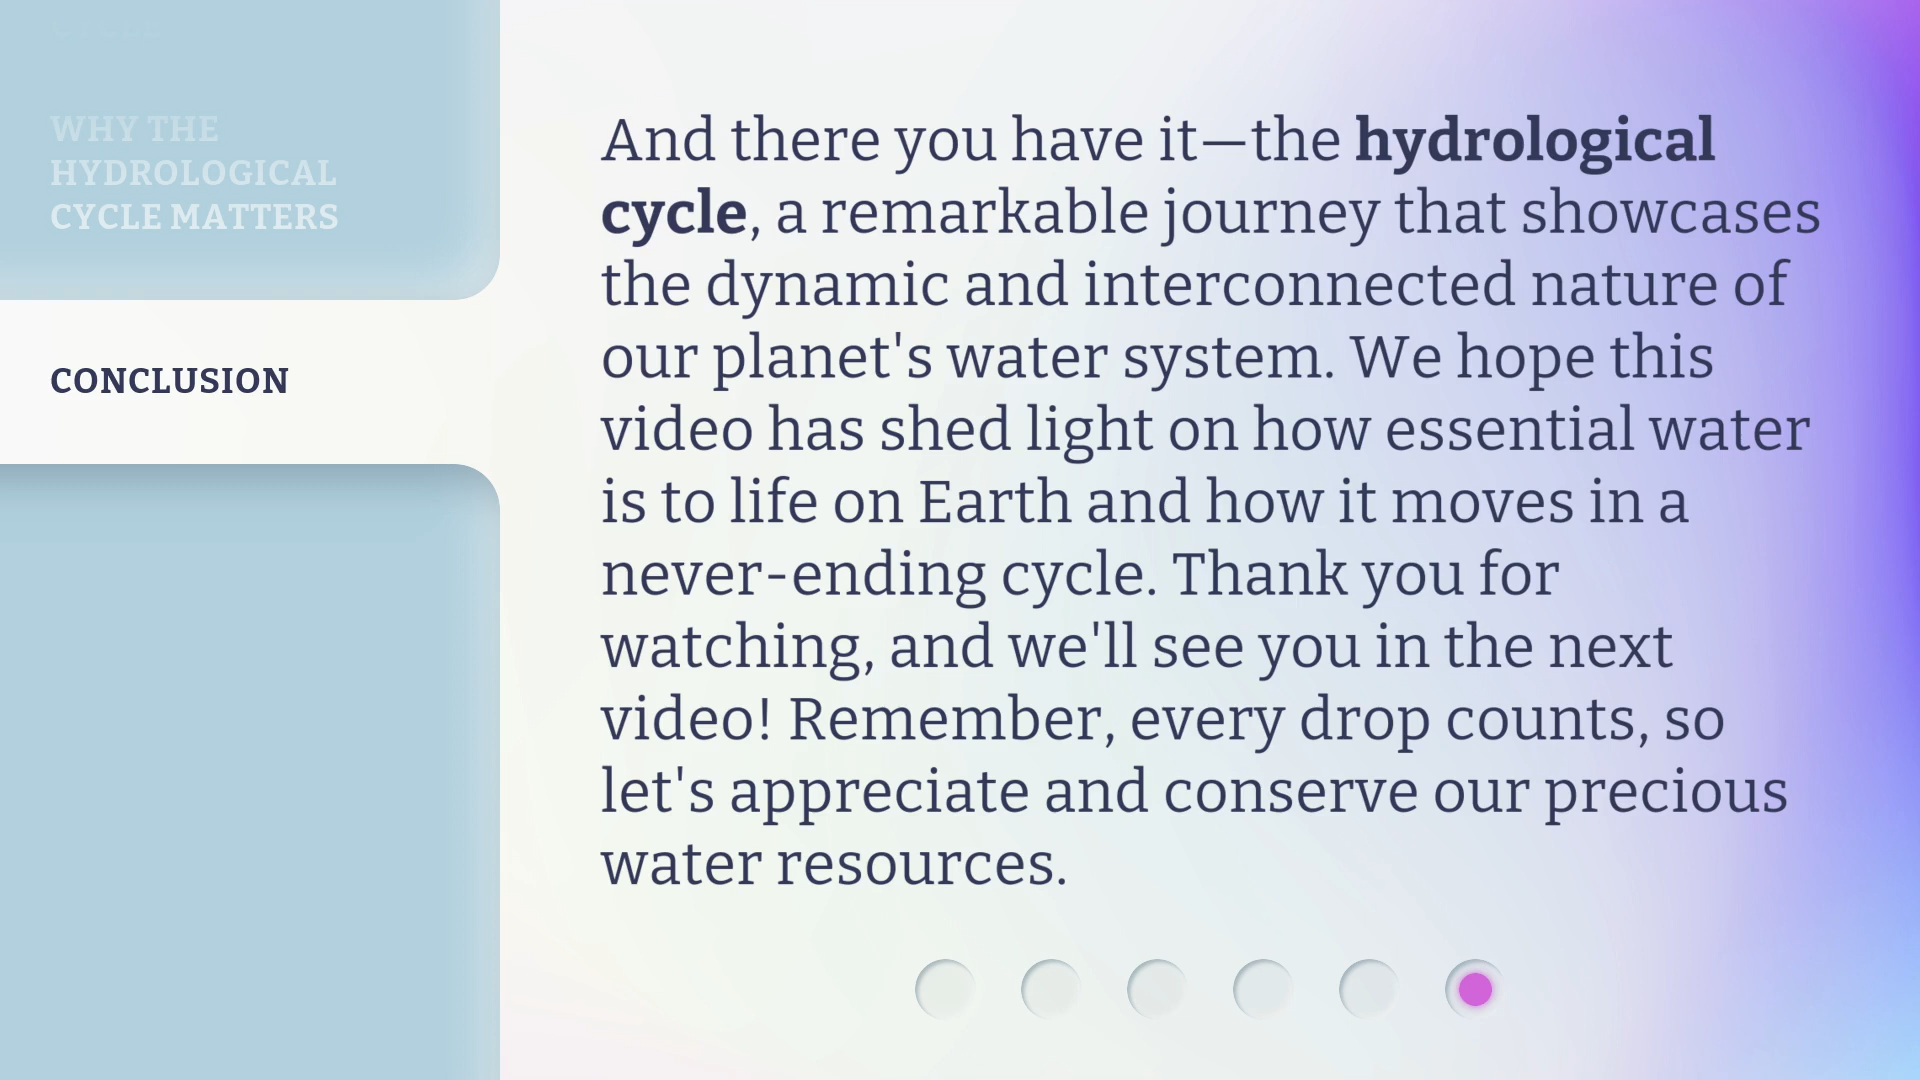 WHY THE
HYDROLOGICAL
CYCLE MATTERS
CONCLUSION
And there you have it—the hydrological
cycle, a remarkable journey that showcases
the dynamic and interconnected nature of
our planet's water system. We hope this
video has shed light on how essential water
is to life on Earth and how it moves in a
never-ending cycle. Thank you for
watching, and we'll see you in the next
video! Remember, every drop counts, so
let's appreciate and conserve our precious
water resources.